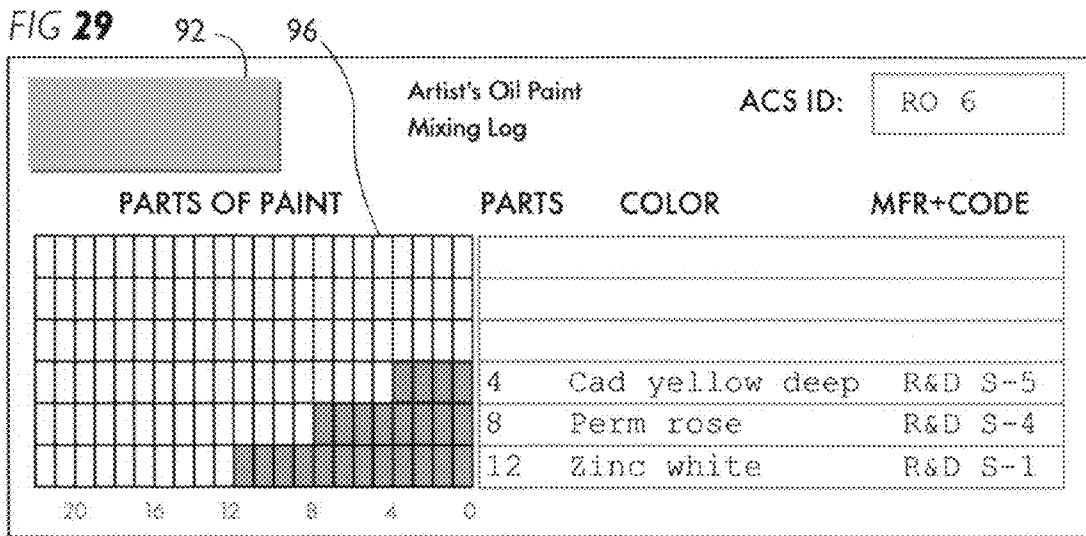 FIG 29 92 96
Artist's Oil Paint
Mixing Log
ACS ID: RO 6
PARTS OF PAINT PARTS COLOR MFR+CODE
4 Cad yellow deep R&D S-5
8 Perm rose R&D S-4
12 Zinc white R&D S-1
20 16 12 8 4 0